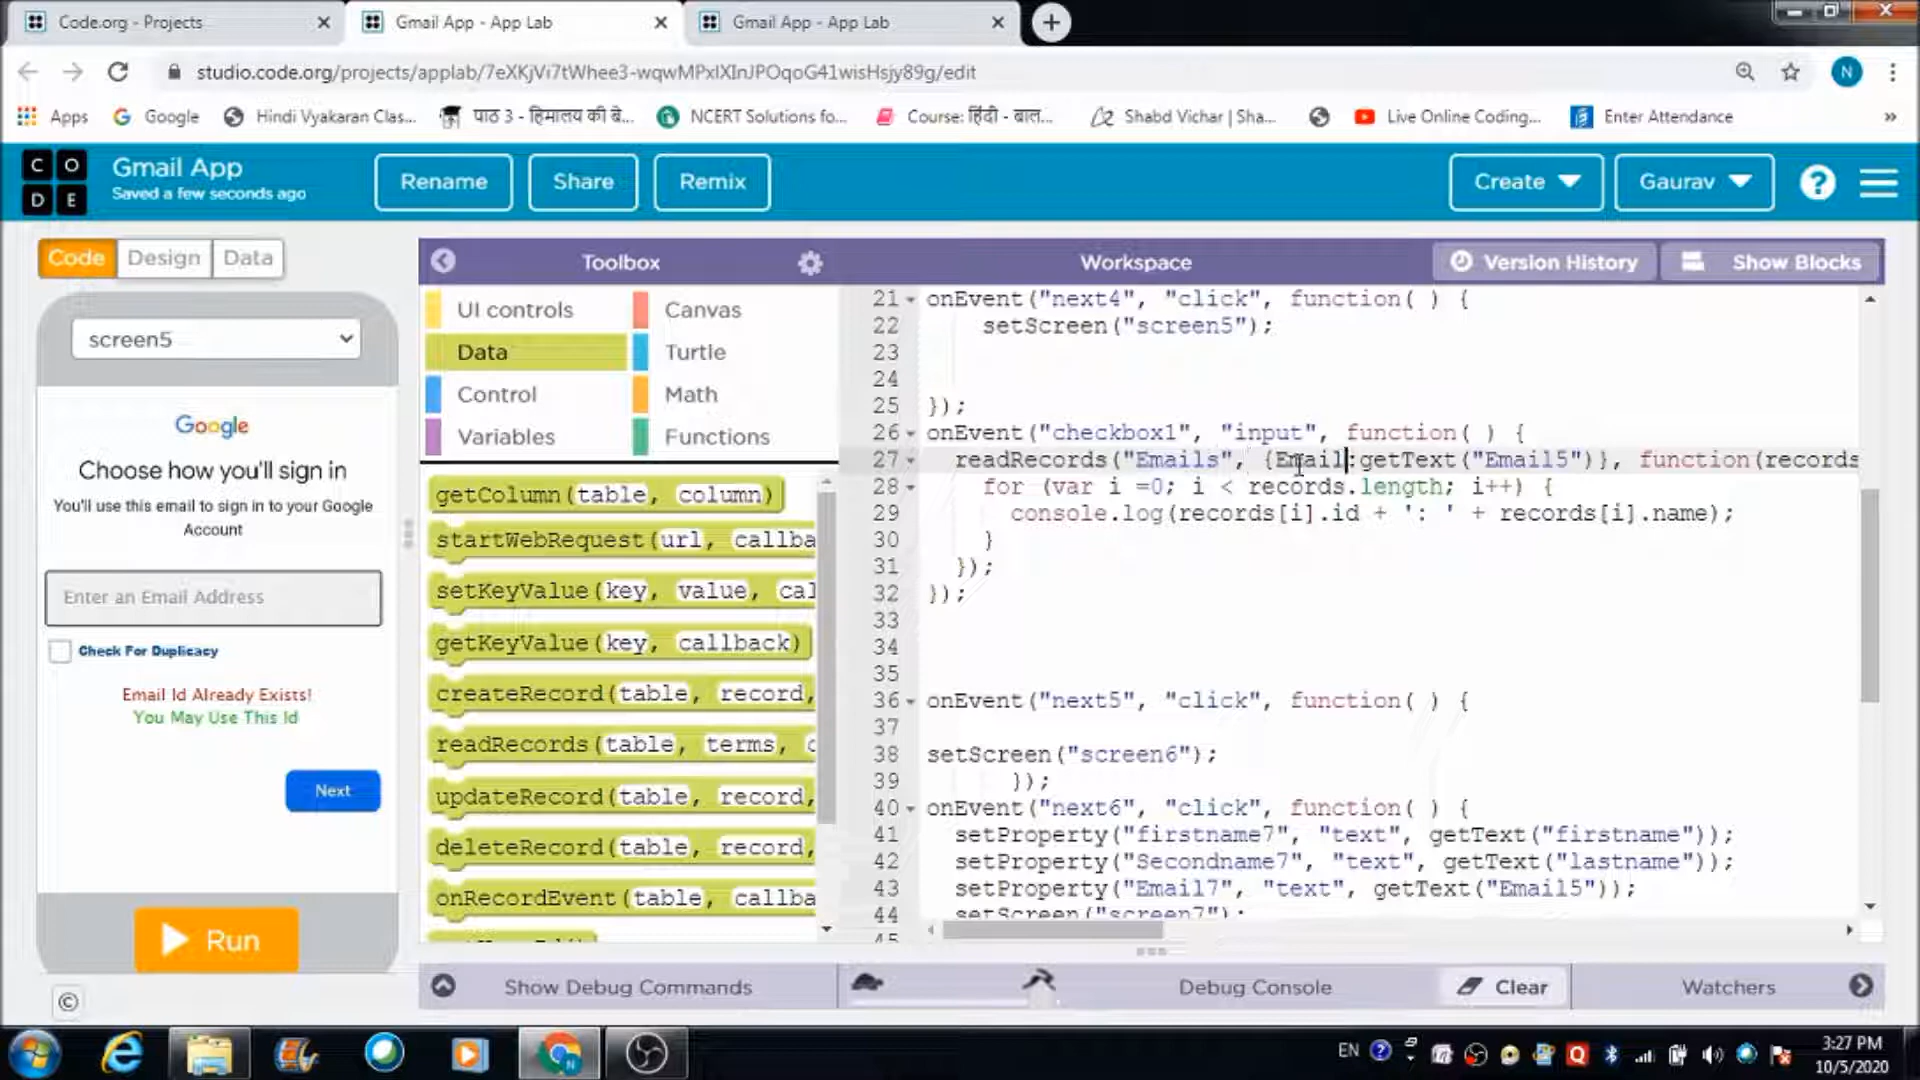 Code.org - Projects
Gmail App - App Lab
Gmail App - App Lab
studio.code.org/projects/applab/7eXKjVi7tWhee3-wqwMPxIXInJPOqoG41wisHsjy89g/edit
N
Apps
Google
Hindi Vyakaran Clas...
पाठ 3 - हिमालय की बे...
NCERT Solutions fo...
Course: हिंदी - बाल...
Shabd Vichar | Sha...
Live Online Coding...
Enter Attendance
»
C O
D E
Gmail App
Saved a few seconds ago
Rename
Share
Remix
Create
Gaurav
?
Code
Design
Data
Toolbox
Workspace
Version History
Show Blocks
screen5
Google
Choose how you'll sign in
You'll use this email to sign in to your Google
Account
Enter an Email Address
Check For Duplicacy
Email Id Already Exists!
You May Use This Id
Next
Run
©
UI controls
Canvas
Data
Turtle
Control
Math
Variables
Functions
getColumn(table, column)
startWebRequest(url, callba
setKeyValue(key, value, cal
getKeyValue(key, callback)
createRecord(table, record,
readRecords(table, terms, c
updateRecord(table, record,
deleteRecord(table, record,
onRecordEvent(table, callba
21 onEvent("next4", "click", function( ) {
22 setScreen("screen5");
23
24
25 });
26 onEvent("checkbox1", "input", function( ) {
27 readRecords("Emails", {Email:getText("Email5")}, function(records
28 for (var i =0; i < records.length; i++) {
29 console.log(records[i].id + ': ' + records[i].name);
30 }
31 });
32 });
33
34
35
36 onEvent("next5", "click", function( ) {
37
38 setScreen("screen6");
39 });
40 onEvent("next6", "click", function( ) {
41 setProperty("firstname7", "text", getText("firstname"));
42 setProperty("Secondname7", "text", getText("lastname"));
43 setProperty("Email7", "text", getText("Email5"));
44 setScreen("screen7");
45
Show Debug Commands
Debug Console
Clear
Watchers
EN
3:27 PM
10/5/2020